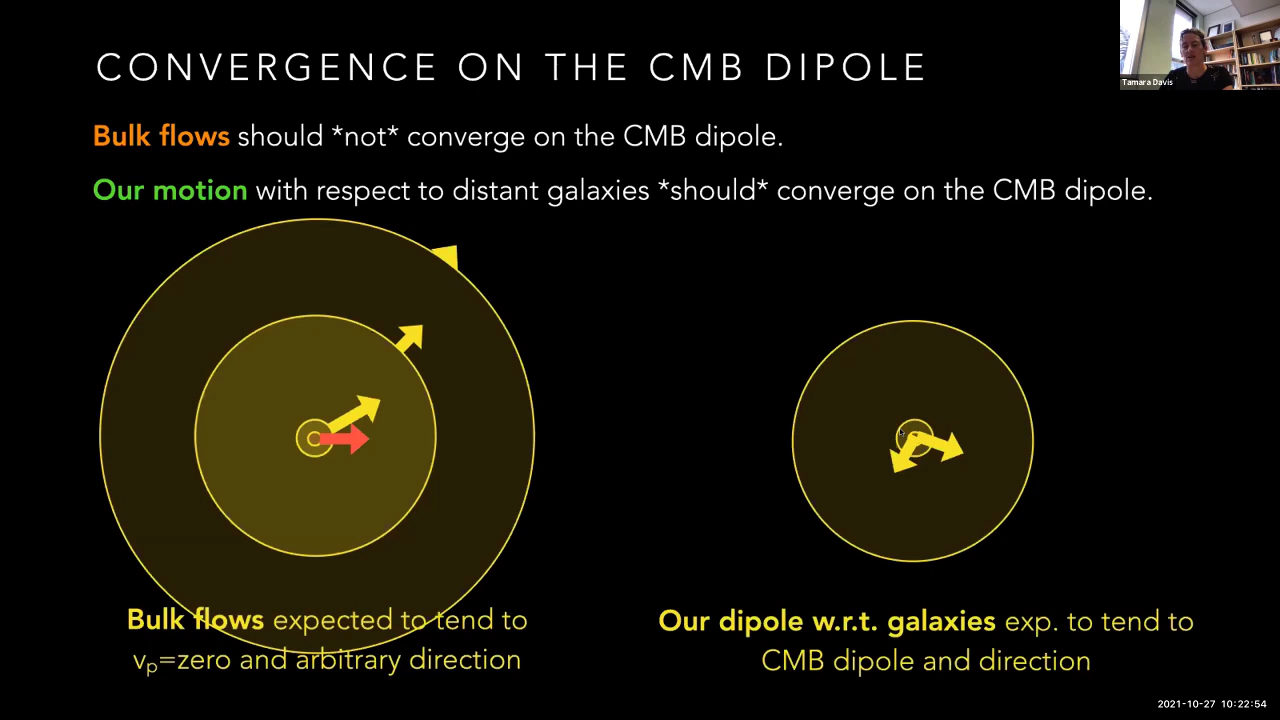 CONVERGENCE ON THE CMB DIPOLE
Tamara Davis
Bulk flows should *not* converge on the CMB dipole.
Our motion with respect to distant galaxies *should* converge on the CMB dipole.
Bulk flows expected to tend to
vp=zero and arbitrary direction
Our dipole w.r.t. galaxies exp. to tend to
CMB dipole and direction
2021-10-27 10:22:54